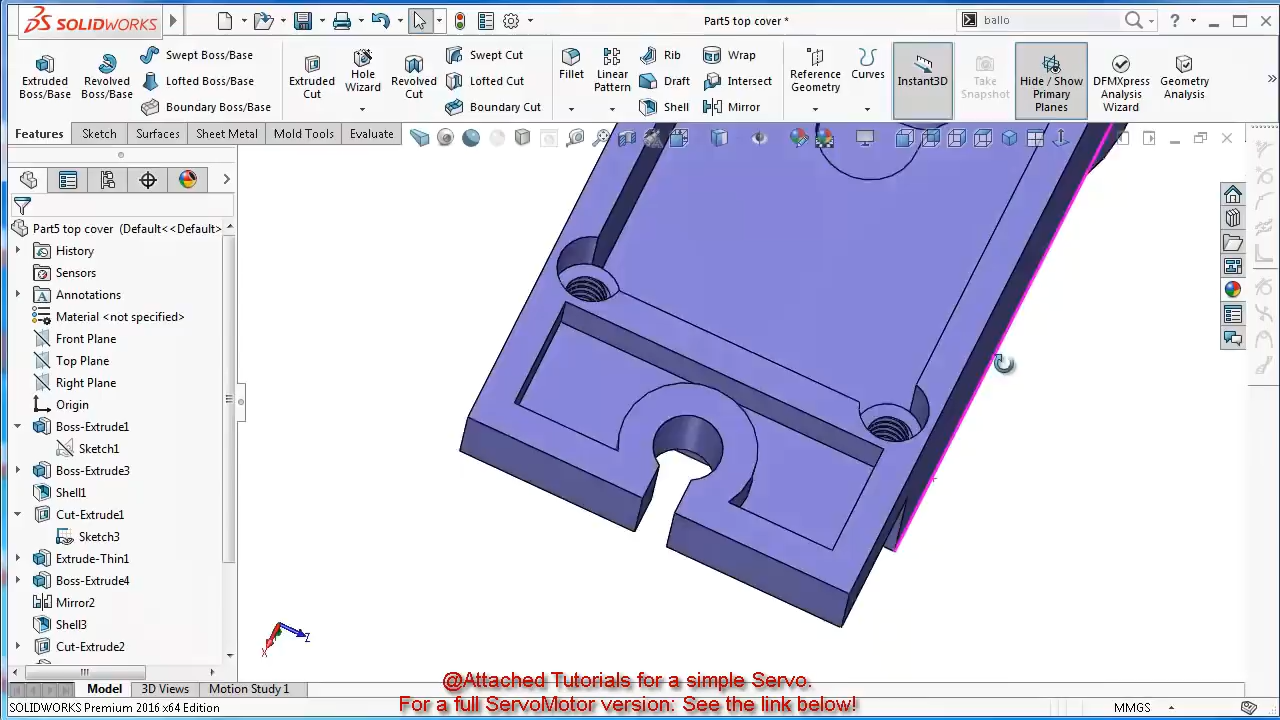 SOLIDWORKS
Part5 top cover *
ballo
?
Extruded Boss/Base
Revolved Boss/Base
Swept Boss/Base
Lofted Boss/Base
Boundary Boss/Base
Extruded Cut
Hole Wizard
Revolved Cut
Swept Cut
Lofted Cut
Boundary Cut
Fillet
Linear Pattern
Rib
Draft
Shell
Wrap
Intersect
Mirror
Reference Geometry
Curves
Instant3D
Take Snapshot
Hide / Show Primary Planes
DFMXpress Analysis Wizard
Geometry Analysis
Features Sketch Surfaces Sheet Metal Mold Tools Evaluate
Part5 top cover (Default<<Default>
History
Sensors
Annotations
Material <not specified>
Front Plane
Top Plane
Right Plane
Origin
Boss-Extrude1
Sketch1
Boss-Extrude3
Shell1
Cut-Extrude1
Sketch3
Extrude-Thin1
Boss-Extrude4
Mirror2
Shell3
Cut-Extrude2
X
Z
Model 3D Views Motion Study 1
@Attached Tutorials for a simple Servo.
For a full ServoMotor version: See the link below!
SOLIDWORKS Premium 2016 x64 Edition
MMGS